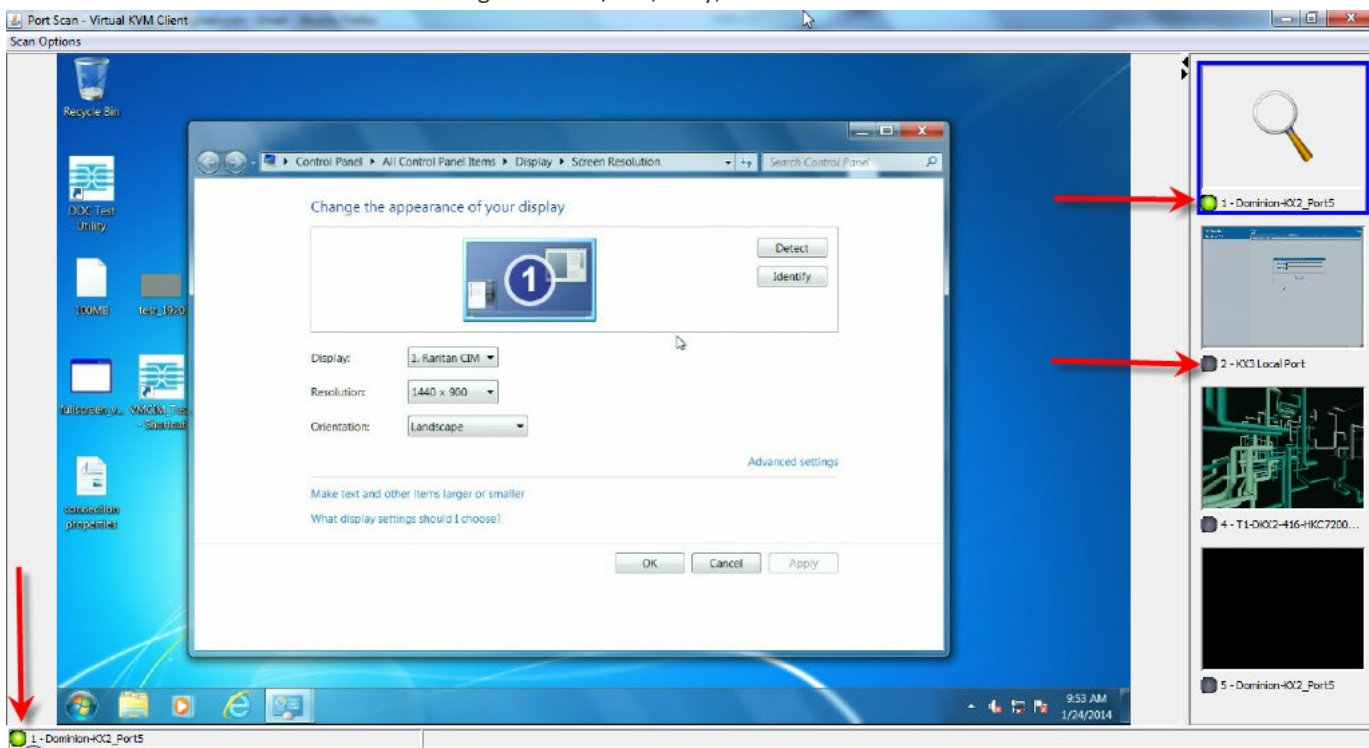 Port Scan - Virtual KVM Client
Scan Options
Recycle Bin
DDC Test
Utility
100MB
Control Panel ▸ All Control Panel Items ▸ Display ▸ Screen Resolution
Search Control Panel
Change the appearance of your display
1
Detect
Identify
Display:
1. Raritan CIM
Resolution:
1440 × 900
Orientation:
Landscape
Advanced settings
Make text and other items larger or smaller
What display settings should I choose?
OK
Cancel
Apply
connection
properties
9:53 AM
1/24/2014
1 - Dominion-KX2_Port5
2 - KX3 Local Port
4 - T1-DKX2-416-HKC7200...
5 - Dominion-KX2_Port5
1 - Dominion-KX2_Port5